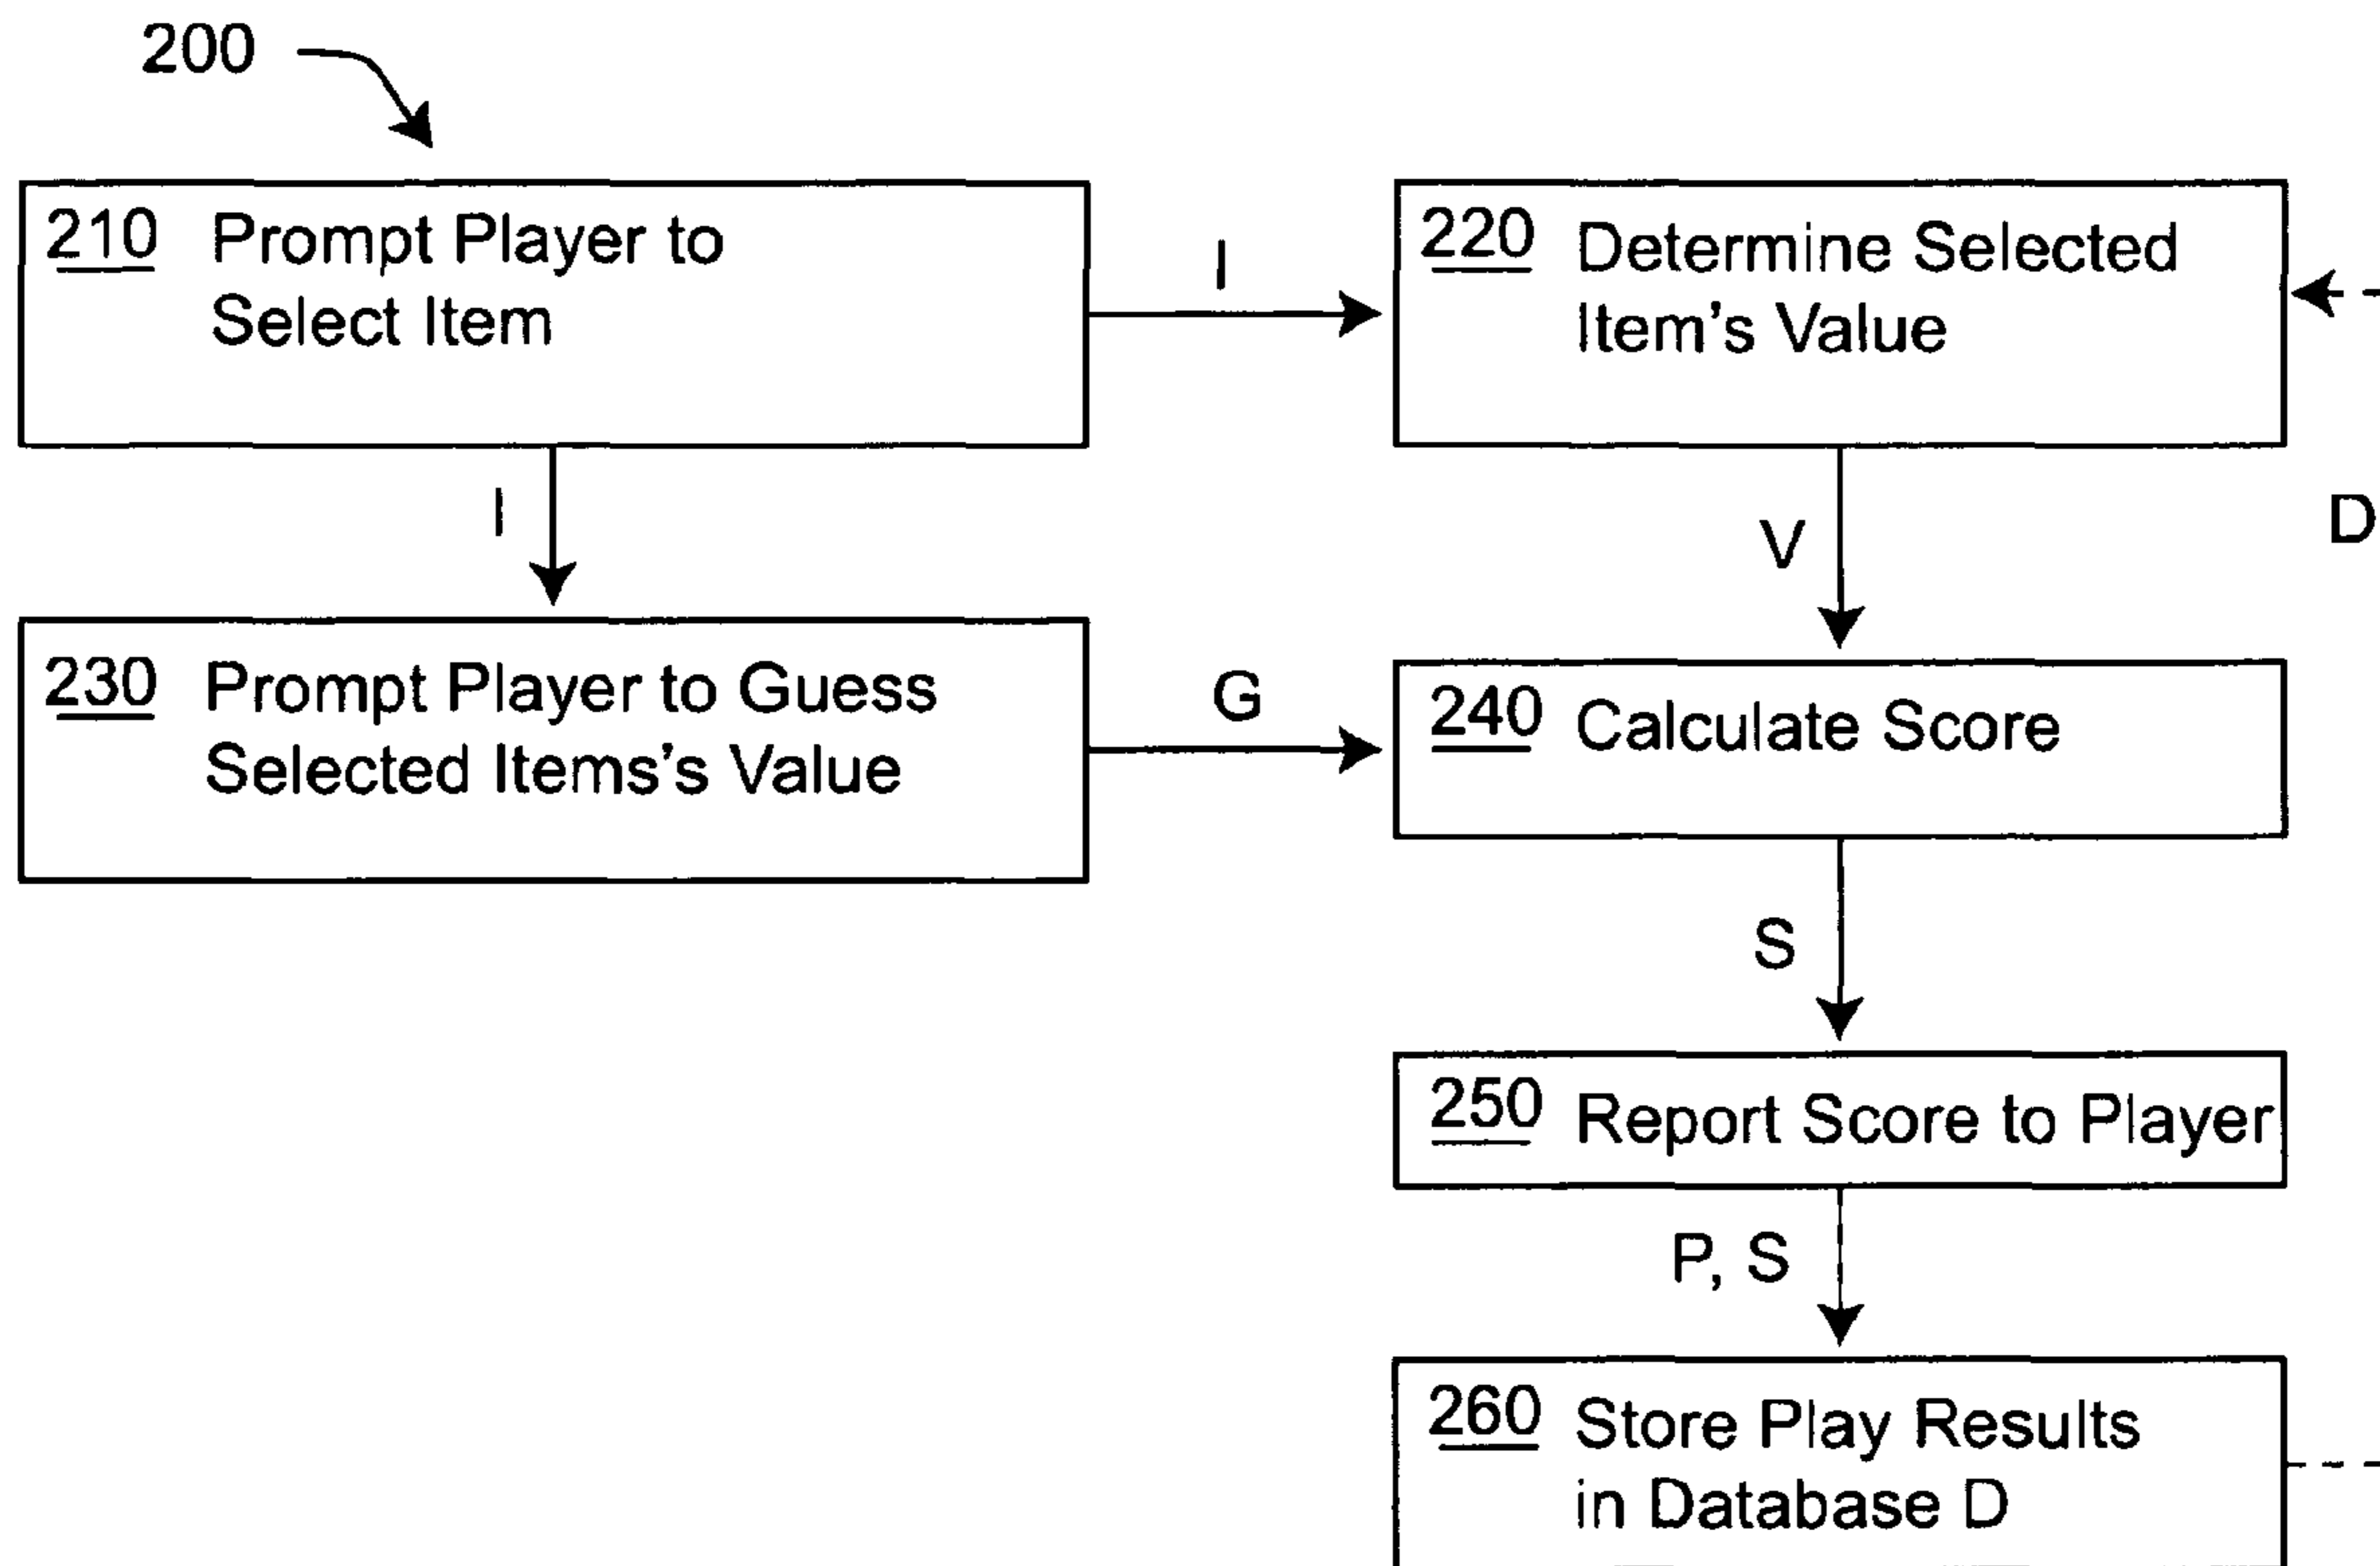 200
210 Prompt Player to
Select Item
I
220 Determine Selected
Item's Value
I
V
D
230 Prompt Player to Guess
Selected Items's Value
G
240 Calculate Score
S
250 Report Score to Player
P, S
260 Store Play Results
in Database D